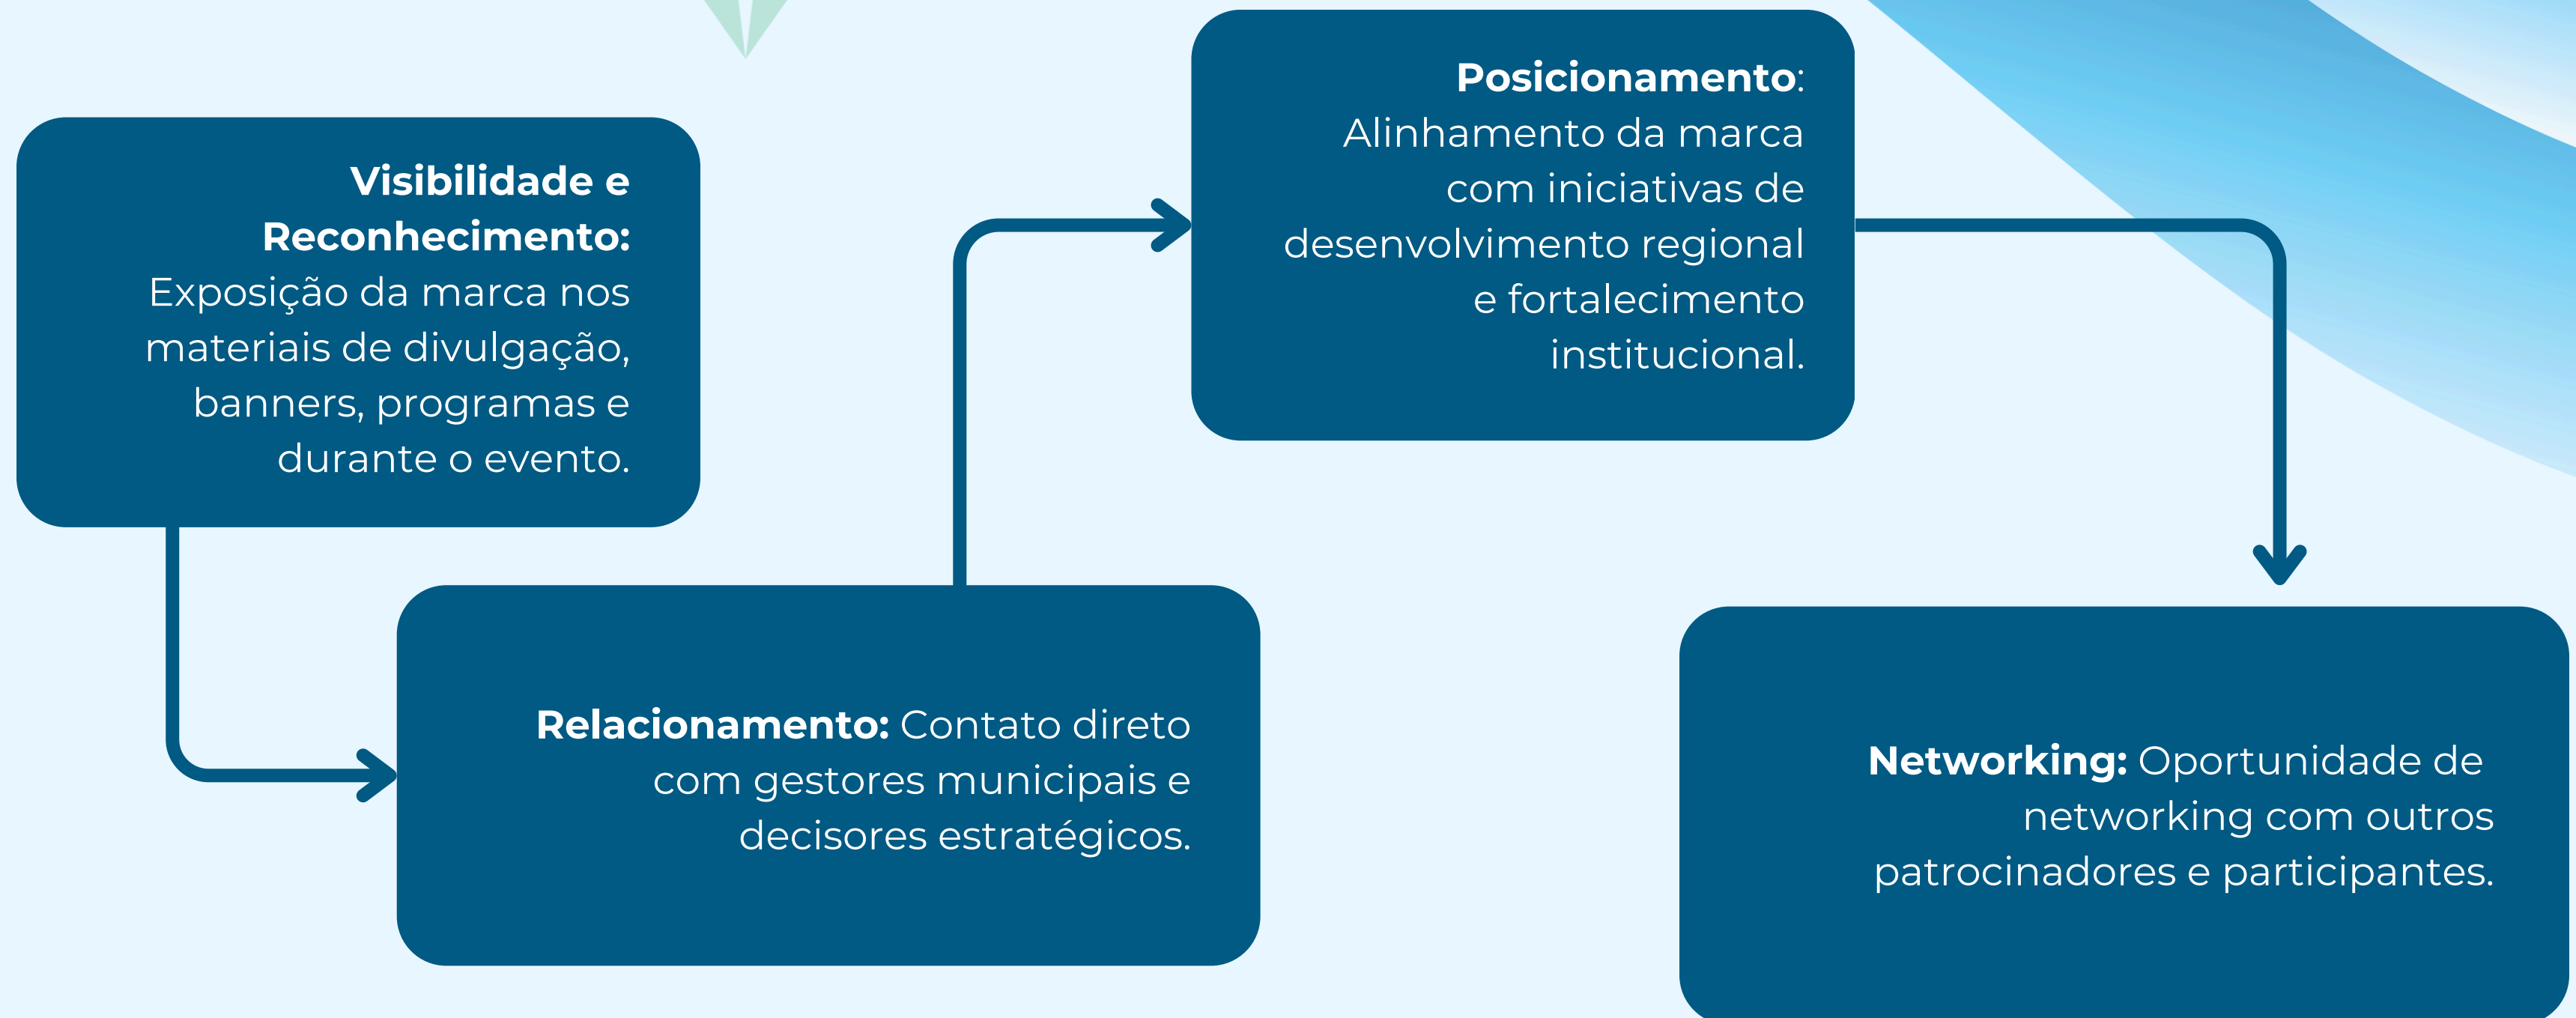 Visibilidade e
Reconhecimento:
Exposição da marca nos
materiais de divulgação,
banners, programas e
durante o evento.
Relacionamento: Contato direto
com gestores municipais e
decisores estratégicos.
Posicionamento:
Alinhamento da marca
com iniciativas de
desenvolvimento regional
e fortalecimento
institucional.
Networking: Oportunidade de
networking com outros
patrocinadores e participantes.